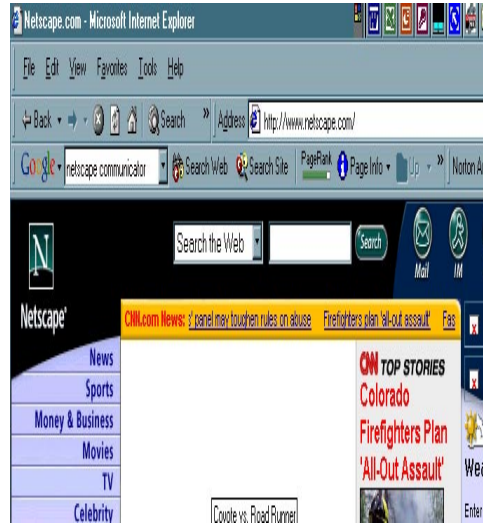 Netscape.com - Microsoft Internet Explorer
File Edit View Favorites Tools Help
Back Search » Address http://www.netscape.com/
Google netscape communicator Search Web Search Site PageRank Page Info Up » Norton
N
Search the Web Search
Mail IM
Netscape
CNN.com News: panel may toughen rules on abuse Firefighters plan 'all-out assault'
News
Sports
Money & Business
Movies
TV
Celebrity
CNN TOP STORIES
Colorado
Firefighters Plan
'All-Out Assault'
Coyote vs. Road Runner
Enter